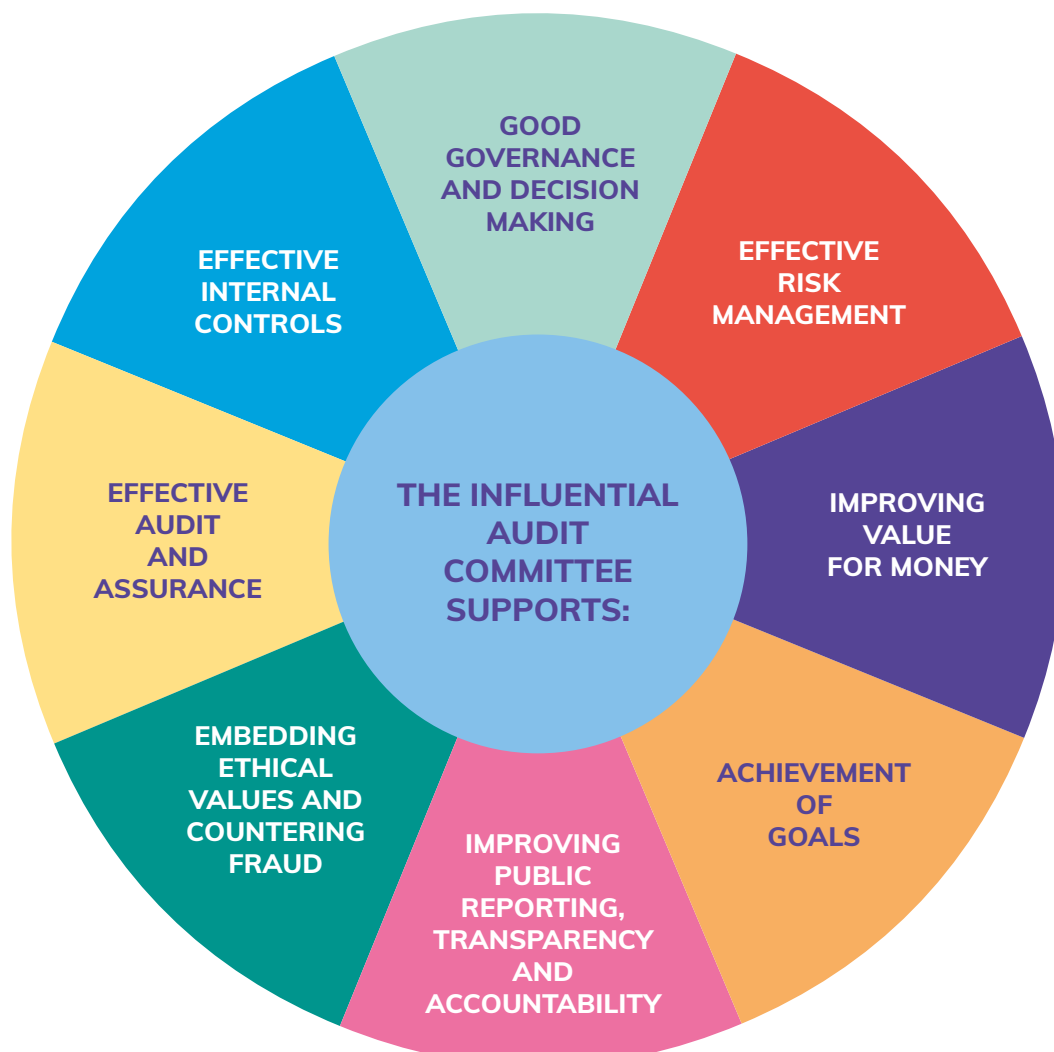 GOOD
GOVERNANCE
AND DECISION
MAKING
EFFECTIVE
RISK
MANAGEMENT
IMPROVING
VALUE
FOR MONEY
ACHIEVEMENT
OF
GOALS
IMPROVING
PUBLIC
REPORTING,
TRANSPARENCY
AND
ACCOUNTABILITY
EMBEDDING
ETHICAL
VALUES AND
COUNTERING
FRAUD
EFFECTIVE
AUDIT
AND
ASSURANCE
EFFECTIVE
INTERNAL
CONTROLS
THE INFLUENTIAL
AUDIT
COMMITTEE
SUPPORTS: